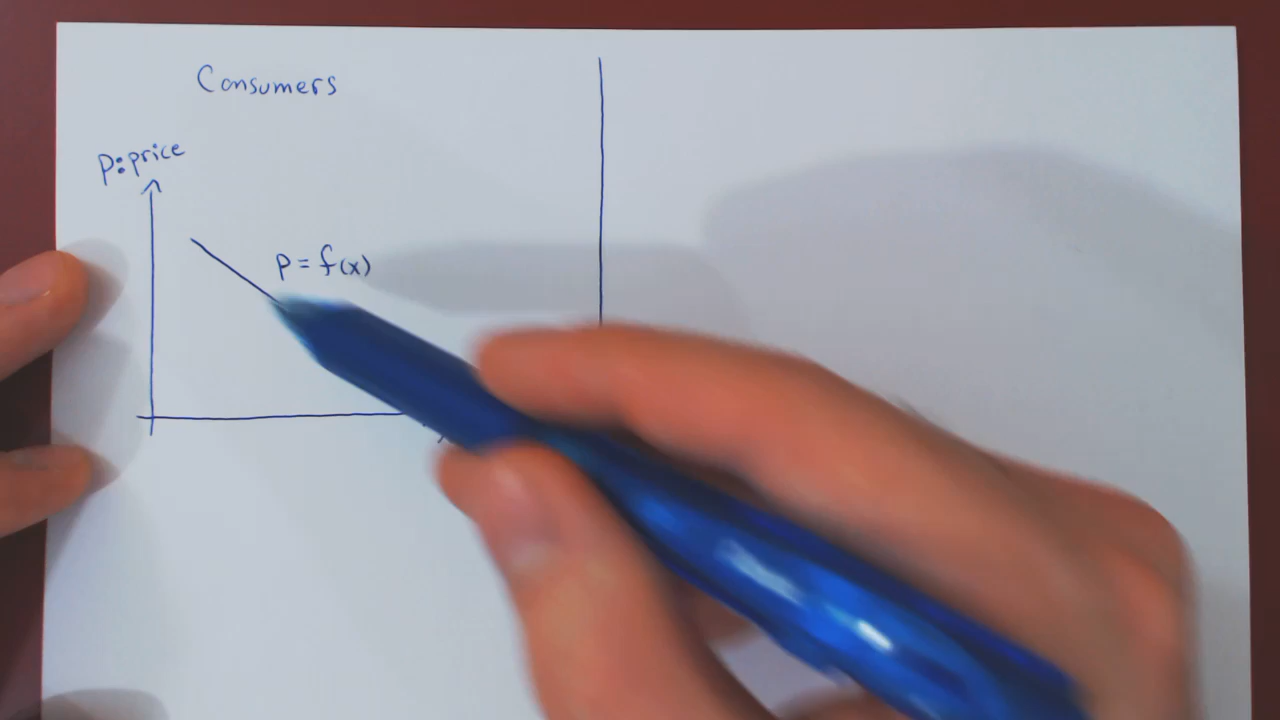 Consumers
p:price
p = f(x)